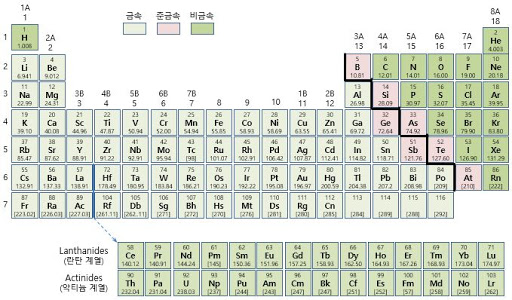 금속 준금속 비금속
1A 8A
1 18
1 H 1.008 2A 2 3A 13 4A 14 5A 15 6A 16 7A 17 2 He 4.003
2 3 Li 6.941 4 Be 9.012 5 B 10.81 6 C 12.01 7 N 14.01 8 O 16.00 9 F 19.00 10 Ne 20.18
3 11 Na 22.99 12 Mg 24.31 3B 3 4B 4 5B 5 6B 6 7B 7 8 9 10 1B 11 2B 12 13 Al 26.98 14 Si 28.09 15 P 30.97 16 S 32.07 17 Cl 35.45 18 Ar 39.95
4 19 K 39.10 20 Ca 40.08 21 Sc 44.96 22 Ti 47.87 23 V 50.94 24 Cr 52.00 25 Mn 54.94 26 Fe 55.85 27 Co 58.93 28 Ni 58.69 29 Cu 63.55 30 Zn 65.41 31 Ga 69.72 32 Ge 72.64 33 As 74.92 34 Se 78.96 35 Br 79.90 36 Kr 83.80
5 37 Rb 85.47 38 Sr 87.62 39 Y 88.91 40 Zr 91.22 41 Nb 92.91 42 Mo 95.94 43 Tc [98] 44 Ru 101.07 45 Rh 102.91 46 Pd 106.42 47 Ag 107.87 48 Cd 112.41 49 In 114.82 50 Sn 118.71 51 Sb 121.76 52 Te 127.60 53 I 126.90 54 Xe 131.29
6 55 Cs 132.91 56 Ba 137.33 57 La 138.91 72 Hf 178.49 73 Ta 180.95 74 W 183.84 75 Re 186.21 76 Os 190.23 77 Ir 192.22 78 Pt 195.08 79 Au 196.97 80 Hg 200.59 81 Tl 204.38 82 Pb 207.2 83 Bi 208.98 84 Po [209] 85 At [210] 86 Rn [222]
7 87 Fr [223.02] 88 Ra [226.03] 89 Ac [227.03] 104 Rf [261.11] 105 Db [262.11] 106 Sg [271] 107 Bh [272] 108 Hs [270] 109 Mt [276] 110 Ds [281] 111 Rg [280] 112 [285] 113 [284] 114 [289] 115 [288] 116 [292]
Lanthanides 58 Ce 140.12 59 Pr 140.91 60 Nd 144.24 61 Pm [145] 62 Sm 150.36 63 Eu 151.96 64 Gd 157.25 65 Tb 158.93 66 Dy 162.50 67 Ho 164.93 68 Er 167.26 69 Tm 168.93 70 Yb 173.04 71 Lu 174.97
(란탄 계열)
Actinides 90 Th 232.04 91 Pa 231.04 92 U 238.03 93 Np [237] 94 Pu [244] 95 Am [243] 96 Cm [247] 97 Bk [247] 98 Cf [251] 99 Es [252] 100 Fm [257] 101 Md [258] 102 No [259] 103 Lr [262]
(악티늄 계열)